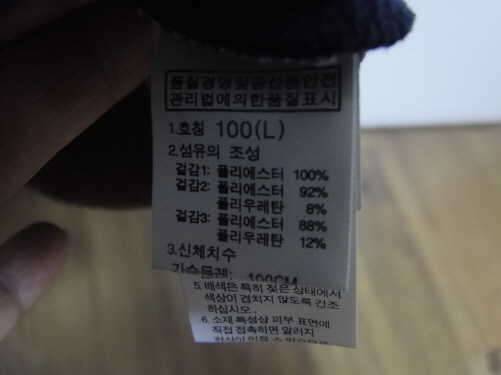 품질경영및공산품안전
관리법에의한품질표시
1.호칭 100(L)
2.섬유의 조성
겉감1: 폴리에스터 100%
겉감2: 폴리에스터 92%
폴리우레탄 8%
겉감3: 폴리에스터 88%
폴리우레탄 12%
3.신체치수
가슴둘레: 100CM
5. 배색은 특히 젖은 상태에서
색상이 겹치지 않도록 건조
하십시오.
6. 소재 특성상 피부 표면에
직접 접촉하면 알러지